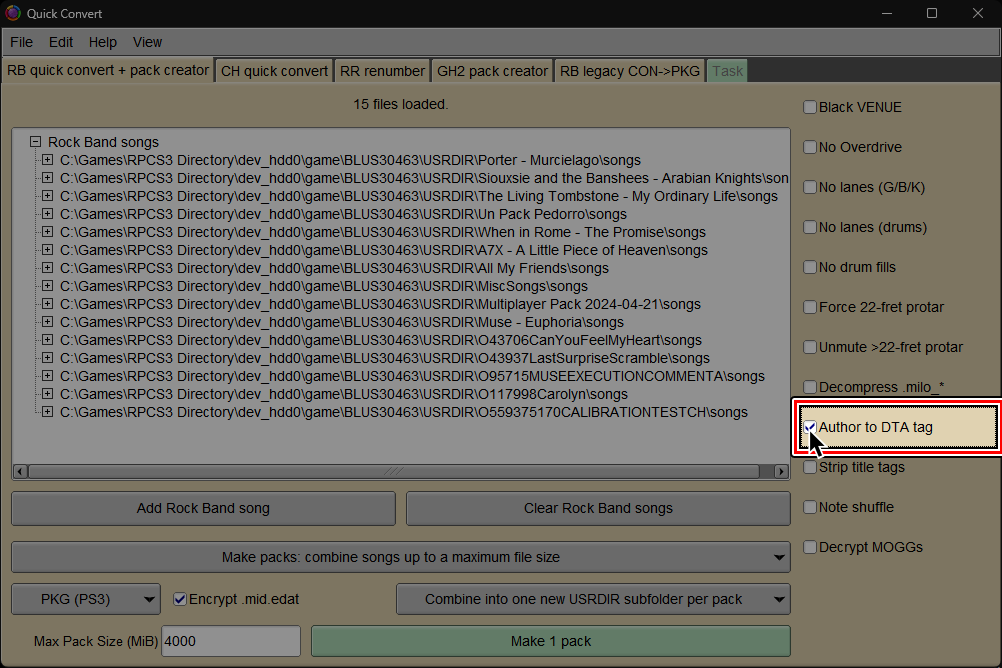 Quick Convert
File Edit Help View
RB quick convert + pack creator CH quick convert RR renumber GH2 pack creator RB legacy CON->PKG Task
15 files loaded.
Rock Band songs
C:\Games\RPCS3 Directory\dev_hdd0\game\BLUS30463\USRDIR\Porter - Murcielago\songs
C:\Games\RPCS3 Directory\dev_hdd0\game\BLUS30463\USRDIR\Siouxsie and the Banshees - Arabian Knights\son
C:\Games\RPCS3 Directory\dev_hdd0\game\BLUS30463\USRDIR\The Living Tombstone - My Ordinary Life\songs
C:\Games\RPCS3 Directory\dev_hdd0\game\BLUS30463\USRDIR\Un Pack Pedorro\songs
C:\Games\RPCS3 Directory\dev_hdd0\game\BLUS30463\USRDIR\When in Rome - The Promise\songs
C:\Games\RPCS3 Directory\dev_hdd0\game\BLUS30463\USRDIR\A7X - A Little Piece of Heaven\songs
C:\Games\RPCS3 Directory\dev_hdd0\game\BLUS30463\USRDIR\All My Friends\songs
C:\Games\RPCS3 Directory\dev_hdd0\game\BLUS30463\USRDIR\MiscSongs\songs
C:\Games\RPCS3 Directory\dev_hdd0\game\BLUS30463\USRDIR\Multiplayer Pack 2024-04-21\songs
C:\Games\RPCS3 Directory\dev_hdd0\game\BLUS30463\USRDIR\Muse - Euphoria\songs
C:\Games\RPCS3 Directory\dev_hdd0\game\BLUS30463\USRDIR\O43706CanYouFeelMyHeart\songs
C:\Games\RPCS3 Directory\dev_hdd0\game\BLUS30463\USRDIR\O43937LastSurpriseScramble\songs
C:\Games\RPCS3 Directory\dev_hdd0\game\BLUS30463\USRDIR\O95715MUSEEXECUTIONCOMMENTA\songs
C:\Games\RPCS3 Directory\dev_hdd0\game\BLUS30463\USRDIR\O117998Carolyn\songs
C:\Games\RPCS3 Directory\dev_hdd0\game\BLUS30463\USRDIR\O559375170CALIBRATIONTESTCH\songs
Add Rock Band song Clear Rock Band songs
Make packs: combine songs up to a maximum file size
PKG (PS3) Encrypt .mid.edat Combine into one new USRDIR subfolder per pack
Max Pack Size (MiB) 4000 Make 1 pack
Black VENUE
No Overdrive
No lanes (G/B/K)
No lanes (drums)
No drum fills
Force 22-fret protar
Unmute >22-fret protar
Decompress .milo_*
Author to DTA tag
Strip title tags
Note shuffle
Decrypt MOGGs